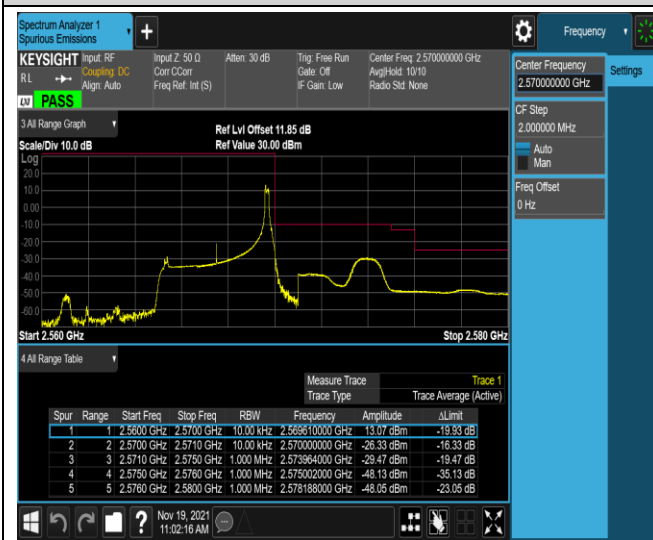 Spectrum Analyzer 1
Spurious Emissions
+
Frequency
KEYSIGHT Input: RF Input Z: 50 Ω Atten: 30 dB Trig: Free Run Center Freq: 2.570000000 GHz
RL Coupling: DC Corr CCorr Gate: Off Avg|Hold: 10/10
Align: Auto Freq Ref: Int (S) IF Gain: Low Radio Std: None
LXI PASS
Center Frequency
2.570000000 GHz
Settings
CF Step
2.000000 MHz
Auto
Man
Freq Offset
0 Hz
3 All Range Graph
Ref Lvl Offset 11.85 dB
Scale/Div 10.0 dB Ref Value 30.00 dBm
Log
20.0
10.0
0.00
-10.0
-20.0
-30.0
-40.0
-50.0
-60.0
Start 2.560 GHz Stop 2.580 GHz
4 All Range Table
Measure Trace Trace 1
Trace Type Trace Average (Active)
Spur Range Start Freq Stop Freq RBW Frequency Amplitude ΔLimit
1 1 2.5600 GHz 2.5700 GHz 10.00 kHz 2.569610000 GHz 13.07 dBm -19.93 dB
2 2 2.5700 GHz 2.5710 GHz 10.00 kHz 2.570000000 GHz -26.33 dBm -16.33 dB
3 3 2.5710 GHz 2.5750 GHz 1.000 MHz 2.573964000 GHz -29.47 dBm -19.47 dB
4 4 2.5750 GHz 2.5760 GHz 1.000 MHz 2.575002000 GHz -48.13 dBm -35.13 dB
5 5 2.5760 GHz 2.5800 GHz 1.000 MHz 2.578188000 GHz -48.05 dBm -23.05 dB
? Nov 19, 2021
11:02:16 AM